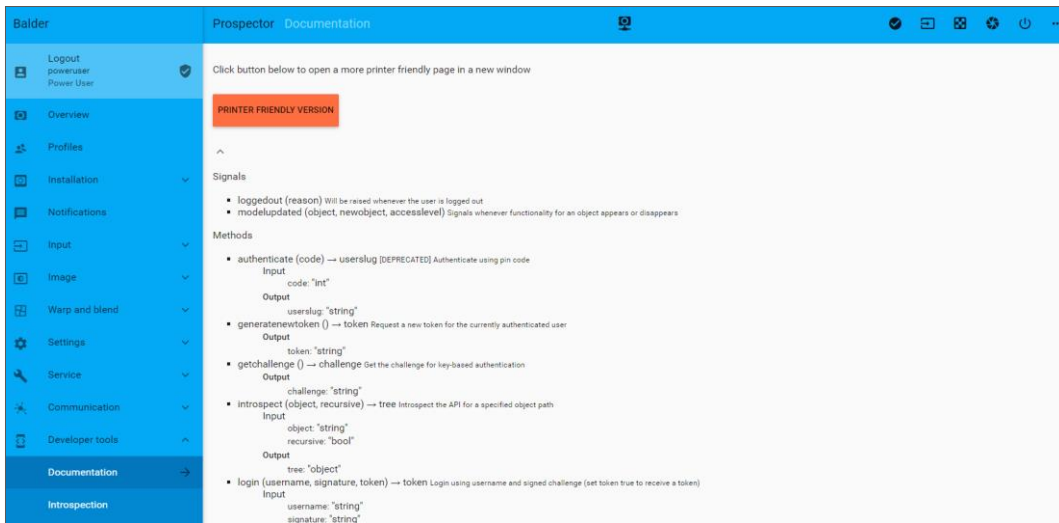 Balder
Prospector Documentation
Logout
poweruser
Power User
Overview
Profiles
Installation
Notifications
Input
Image
Warp and blend
Settings
Service
Communication
Developer tools
Documentation
Introspection
Click button below to open a more printer friendly page in a new window
PRINTER FRIENDLY VERSION
Signals
▪ loggedout (reason) Will be raised whenever the user is logged out
▪ modelupdated (object, newobject, accesslevel) Signals whenever functionality for an object appears or disappears
Methods
▪ authenticate (code) → userslug [DEPRECATED] Authenticate using pin code
Input
code: "int"
Output
userslug: "string"
▪ generatenewtoken () → token Request a new token for the currently authenticated user
Output
token: "string"
▪ getchallenge () → challenge Get the challenge for key-based authentication
Output
challenge: "string"
▪ introspect (object, recursive) → tree Introspect the API for a specified object path
Input
object: "string"
recursive: "bool"
Output
tree: "object"
▪ login (username, signature, token) → token Login using username and signed challenge (set token true to receive a token)
Input
username: "string"
signature: "string"